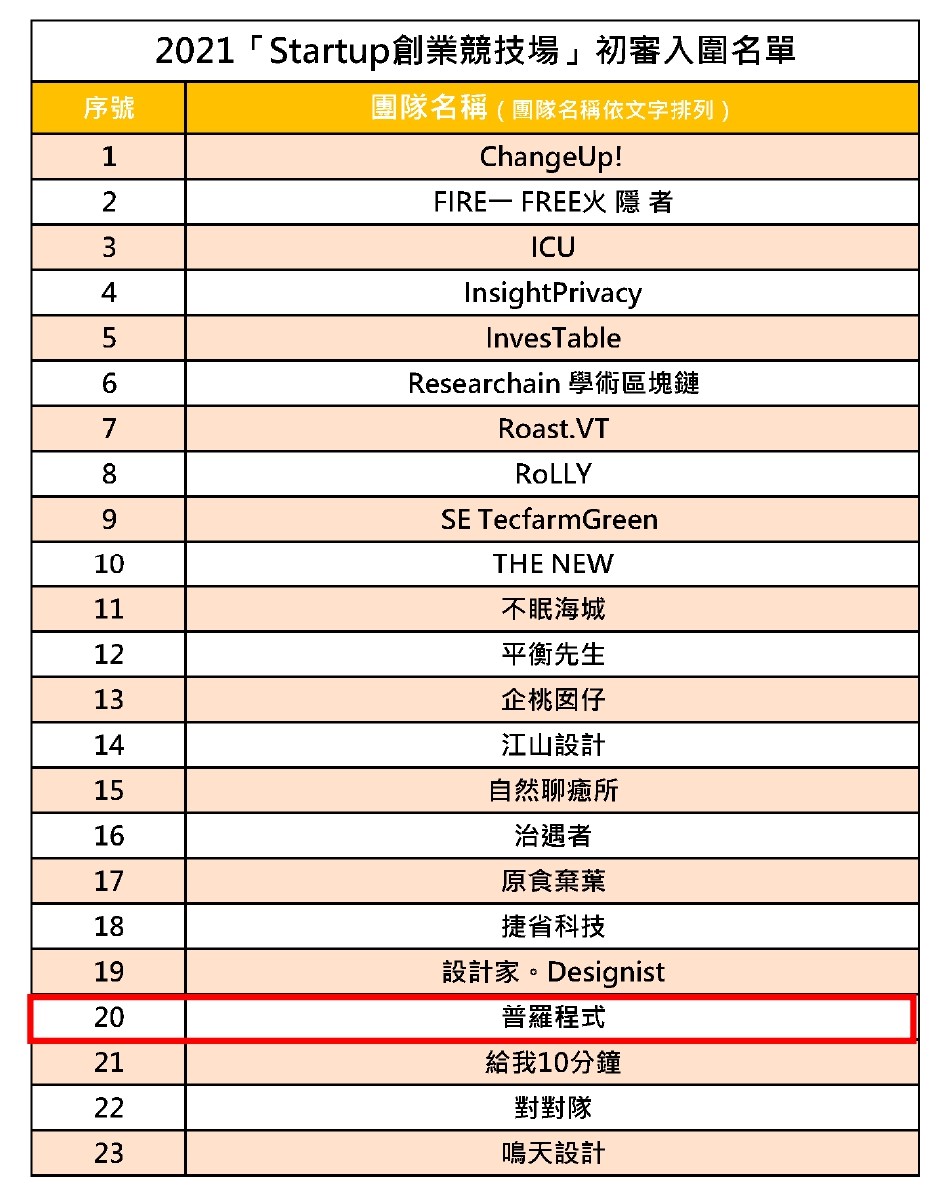 2021「Startup創業競技場」初審入圍名單
序號 團隊名稱（團隊名稱依文字排列）
1 ChangeUp!
2 FIRE一 FREE火 隱 者
3 ICU
4 InsightPrivacy
5 InvesTable
6 Researchain 學術區塊鏈
7 Roast.VT
8 RoLLY
9 SE TecfarmGreen
10 THE NEW
11 不眠海城
12 平衡先生
13 企桃囡仔
14 江山設計
15 自然聊癒所
16 治遇者
17 原食棄葉
18 捷省科技
19 設計家。Designist
20 普羅程式
21 給我10分鐘
22 對對隊
23 鳴天設計